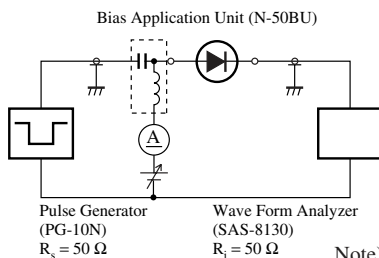 Bias Application Unit (N-50BU)
A
Pulse Generator
(PG-10N)
Rs = 50 Ω
Wave Form Analyzer
(SAS-8130)
Ri = 50 Ω
Note)